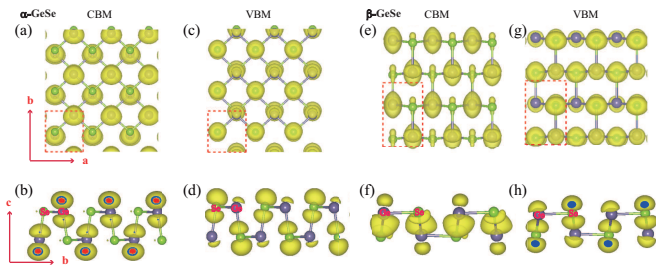 α-GeSe CBM VBM β-GeSe CBM VBM
(a) (c) (e) (g)
b
a
(b) (d) (f) (h)
c
b